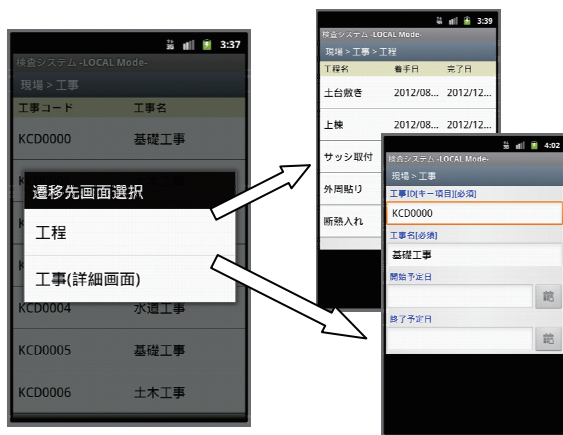 3:37
検査システム -LOCAL Mode-
現場 > 工事
工事コード 工事名
KCD0000 基礎工事
遷移先画面選択
工程
工事(詳細画面)
KCD0004 水道工事
KCD0005 基礎工事
KCD0006 土木工事
3:39
検査システム -LOCAL Mode-
現場 > 工事 > 工程
工程名 着手日 完了日
土台敷き 2012/08... 2012/12...
上棟 2012/08... 2012/12...
サッシ取付
外周貼り
断熱入れ
4:02
検査システム -LOCAL Mode-
現場 > 工事
工事ID[キー項目][必須]
KCD0000
工事名[必須]
基礎工事
開始予定日
終了予定日